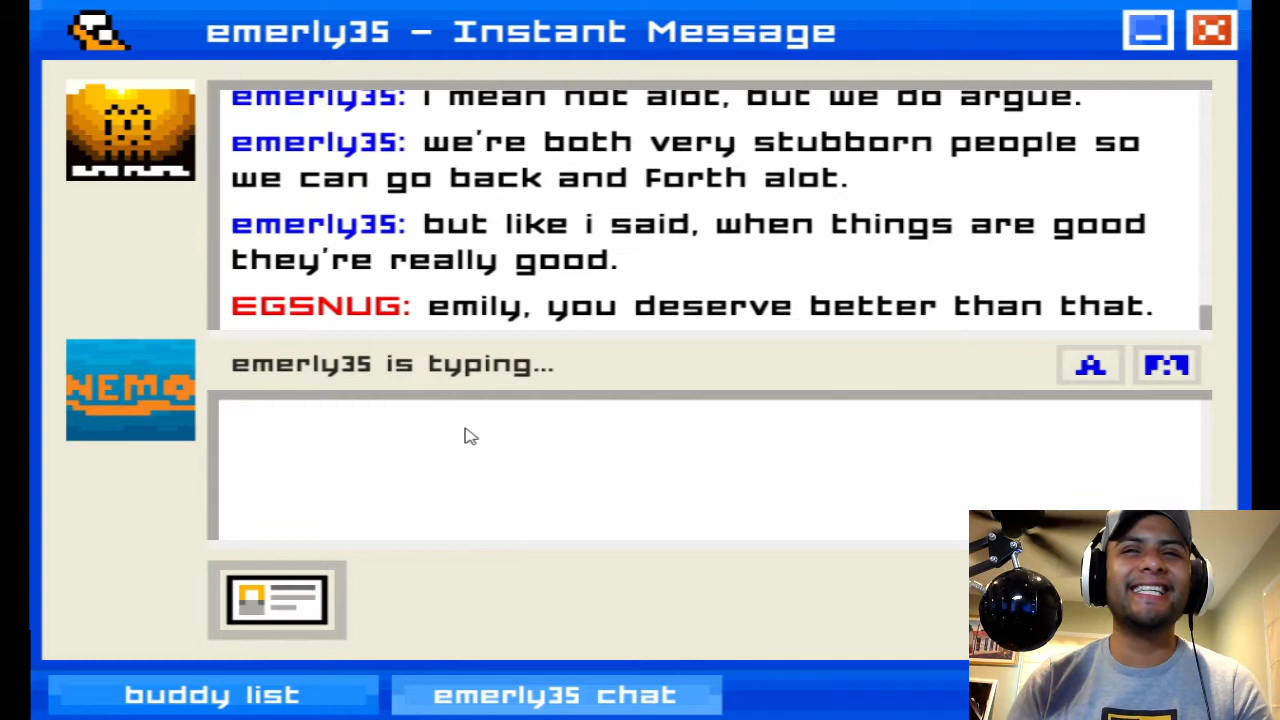 emerly35 - Instant Message
emerly35: i mean not alot, but we do argue.
emerly35: we're both very stubborn people so
we can go back and forth alot.
emerly35: but like i said, when things are good
they're really good.
EGSNUG: emily, you deserve better than that.
emerly35 is typing...
A
NEMO
buddy list
emerly35 chat